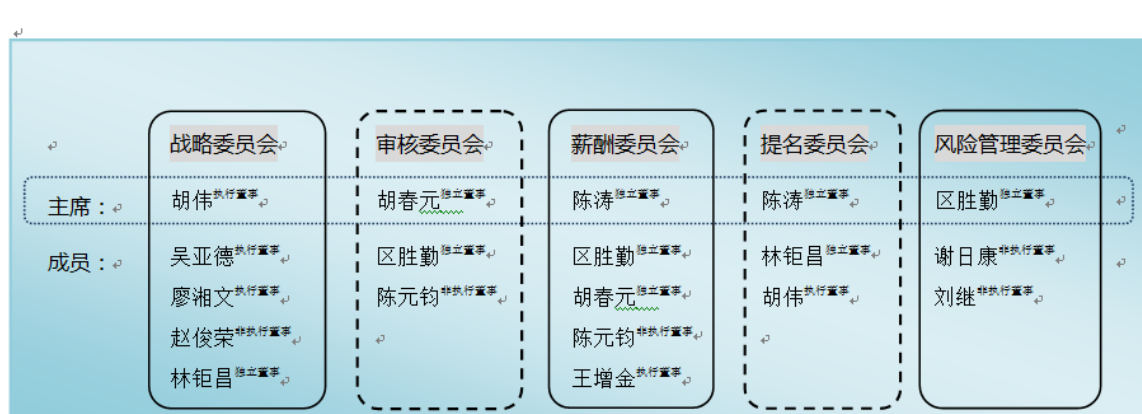 战略委员会 审核委员会 薪酬委员会 提名委员会 风险管理委员会
主席： 胡伟执行董事 胡春元独立董事 陈涛独立董事 陈涛独立董事 区胜勤独立董事
成员： 吴亚德执行董事 区胜勤独立董事 区胜勤独立董事 林钜昌独立董事 谢日康非执行董事
廖湘文执行董事 陈元钧非执行董事 胡春元独立董事 胡伟执行董事 刘继非执行董事
赵俊荣非执行董事 陈元钧非执行董事
林钜昌独立董事 王增金执行董事